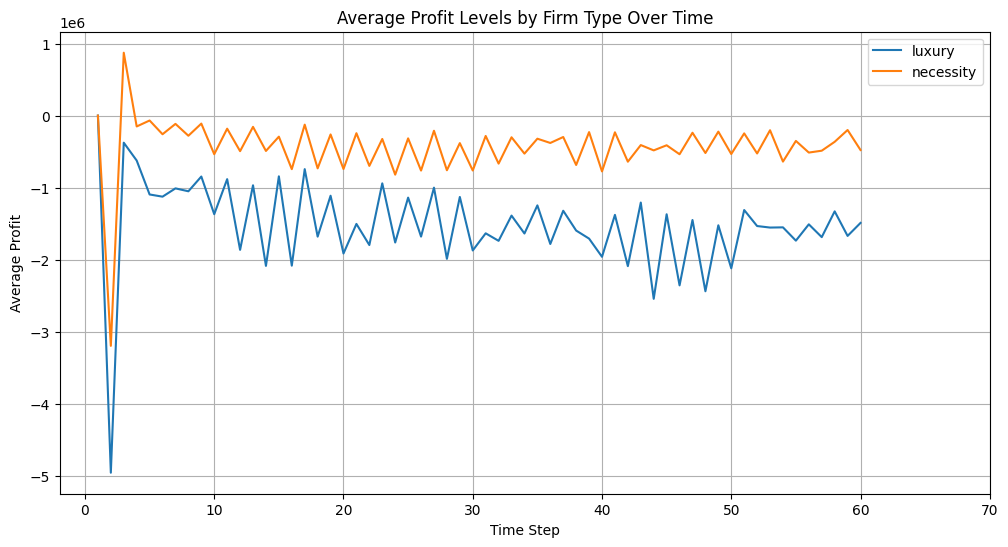 Average Profit Levels by Firm Type Over Time
1e6
luxury
necessity
1
0
−1
−2
−3
−4
−5
Average Profit
0 10 20 30 40 50 60 70
Time Step